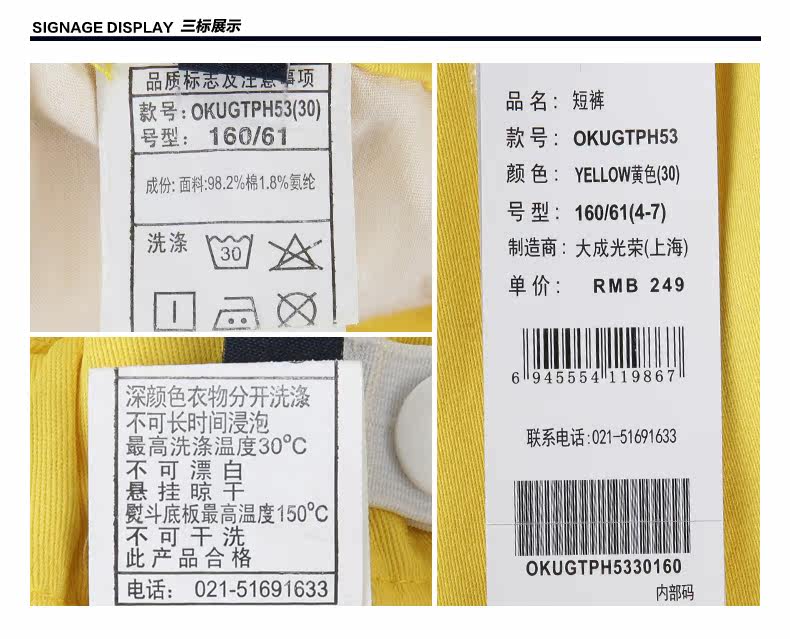 SIGNAGE DISPLAY 三标展示
品质标志及注意事项
款号:OKUGTPH53(30)
号型: 160/61
成份: 面料:98.2%棉1.8%氨纶
洗涤
30
深颜色衣物分开洗涤
不可长时间浸泡
最高洗涤温度30°C
不可漂白
悬挂晾干
熨斗底板最高温度150°C
不可干洗
此产品合格
电话: 021-51691633
品名: 短裤
款号: OKUGTPH53
颜色: YELLOW黄色(30)
号型: 160/61(4-7)
制造商: 大成光荣(上海)
单价: RMB 249
6 945554 119867
联系电话:021-51691633
OKUGTPH5330160
内部码